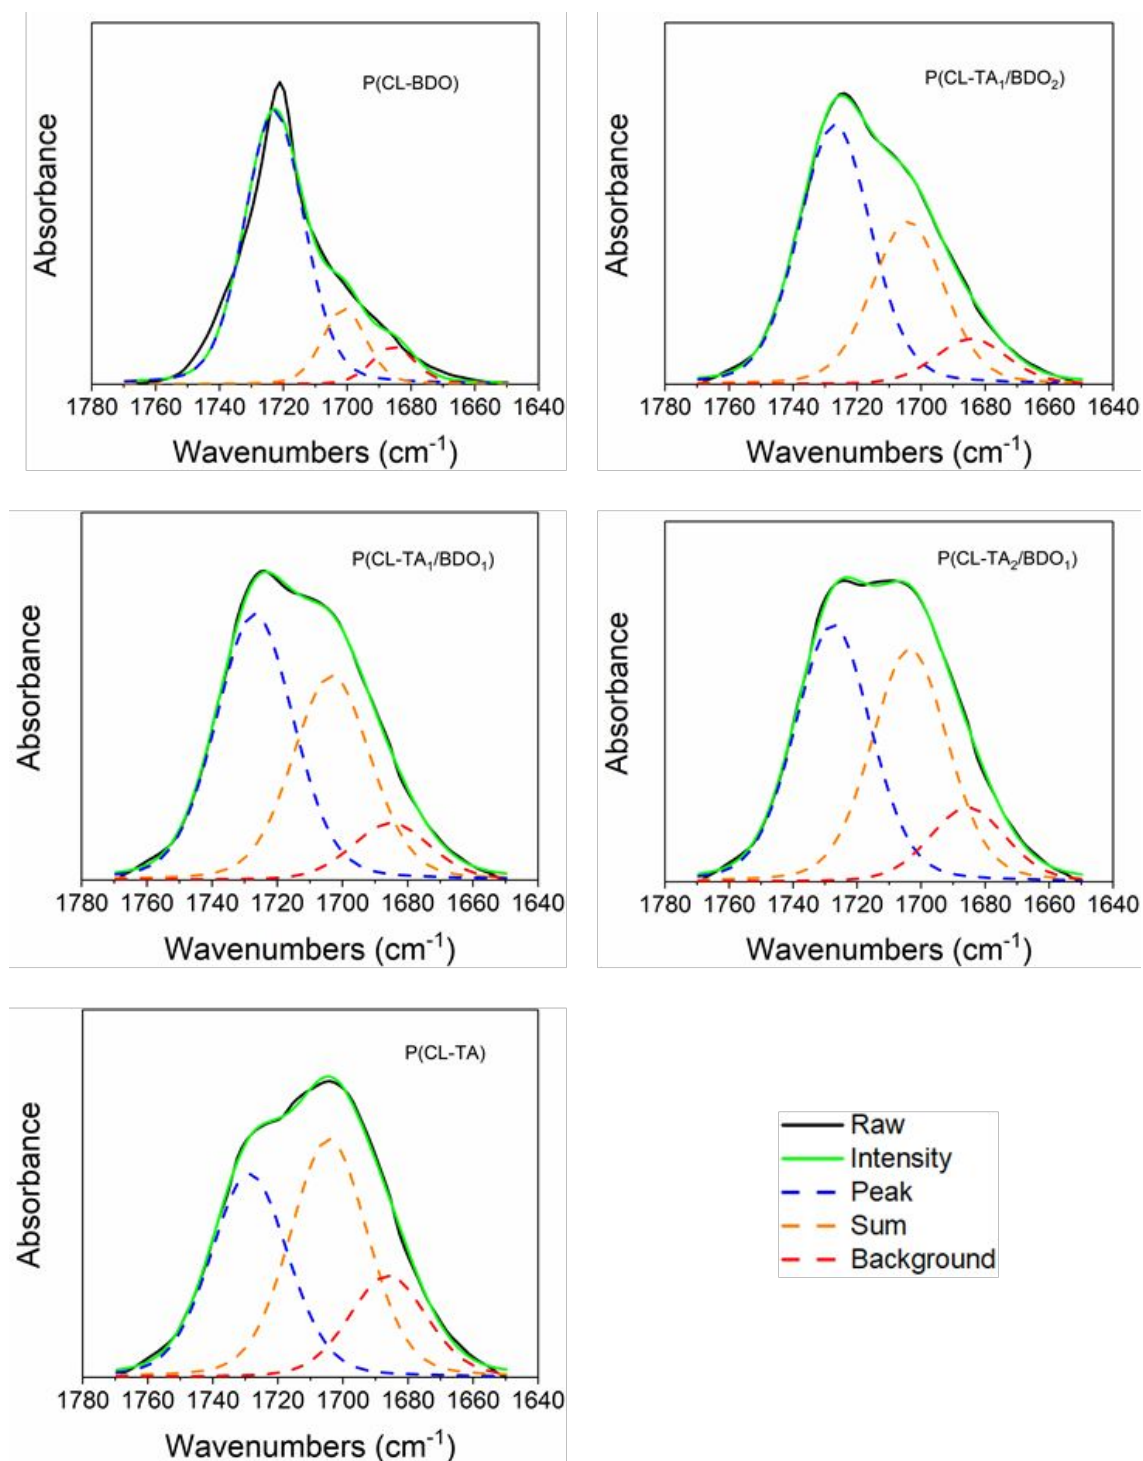 P(CL-BDO)
Absorbance
1780 1760 1740 1720 1700 1680 1660 1640
Wavenumbers (cm⁻¹)
P(CL-TA₁/BDO₂)
Absorbance
1780 1760 1740 1720 1700 1680 1660 1640
Wavenumbers (cm⁻¹)
P(CL-TA₁/BDO₁)
Absorbance
1780 1760 1740 1720 1700 1680 1660 1640
Wavenumbers (cm⁻¹)
P(CL-TA₂/BDO₁)
Absorbance
1780 1760 1740 1720 1700 1680 1660 1640
Wavenumbers (cm⁻¹)
P(CL-TA)
Absorbance
1780 1760 1740 1720 1700 1680 1660 1640
Wavenumbers (cm⁻¹)
Raw
Intensity
Peak
Sum
Background